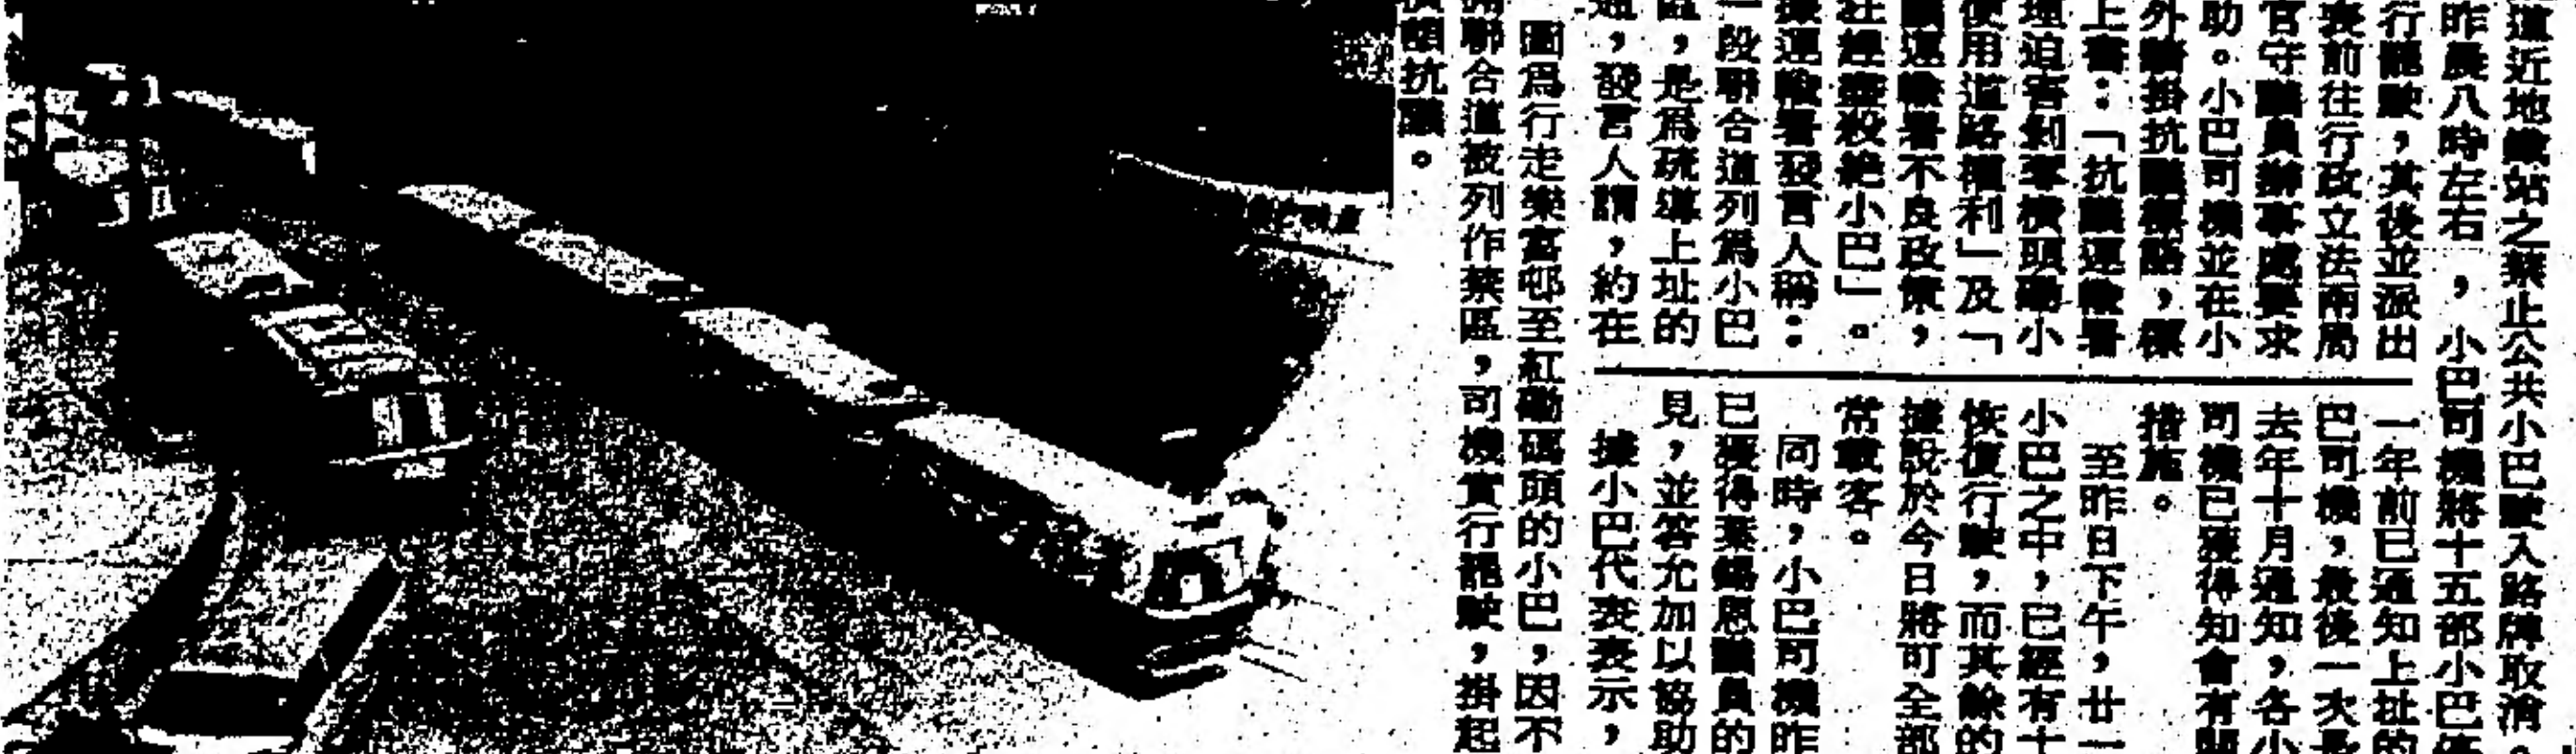 道近地鐵站之禁止公共小巴駛入路牌取消
昨晨八時左右，小巴司機將十五部小巴
行罷駛，其後並派出
表前往行政立法兩局
官守議員辦事處要求
助。小巴司機並在小
外牆掛抗議標語，標
上書：「抗議運輸署
理迫害剝奪橫頭磡小
使用道路權利」及「
議運輸署不良政策，
枉趕盡殺絕小巴」。
據運輸署發言人稱：
一段聯合道列爲小巴
區，是爲疏導上址的
通，發言人謂，約在
一年前已通知上址的
巴司機，最後一次是
去年十月通知，各小
司機已獲得知會有關
措施。
至昨日下午，廿一
小巴之中，已經有十
恢復行駛，而其餘的
據說於今日將可全部
常載客。
同時，小巴司機昨
已獲得葉錫恩議員的
見，並答允加以協助
據小巴代表表示，
圖爲行走樂富邨至紅磡碼頭的小巴，因不
聯合道被列作禁區，司機實行罷駛，掛起
橫額抗議。